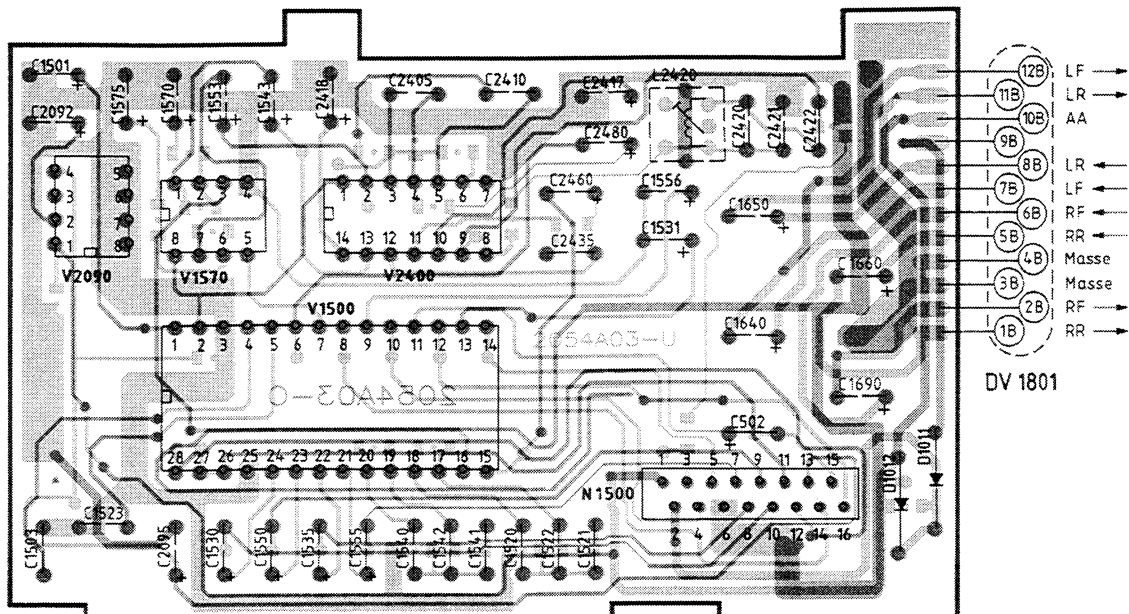 C1501
C1575
C1570
C1553
C1543
C2418
C2405
C2410
C2417
L2420
C2092
C2480
C2420
C2421
C2422
12B LF
11B LR
10B AA
9B
8B LR
7B LF
6B RF
5B RR
4B Masse
3B Masse
2B RF
1B RR
DV 1801
4 5
3 6
2 7
1 8
V2090
1 2 3 4
8 7 6 5
V1570
1 2 3 4 5 6 7
14 13 12 11 10 9 8
V2400
C2460
C1556
C1650
C2435
C1531
C1660
V1500
1 2 3 4 5 6 7 8 9 10 11 12 13 14
2054A03-U
C1640
2054A03-O
C1690
C502
28 27 26 25 24 23 22 21 20 19 18 17 16 15
1 3 5 7 9 11 13 15
N1500
2 4 6 8 10 12 14 16
D1012
D1011
C1503
C1523
C2095
C1530
C1550
C1535
C1555
C1540
C1542
C1541
C1520
C1522
C1521